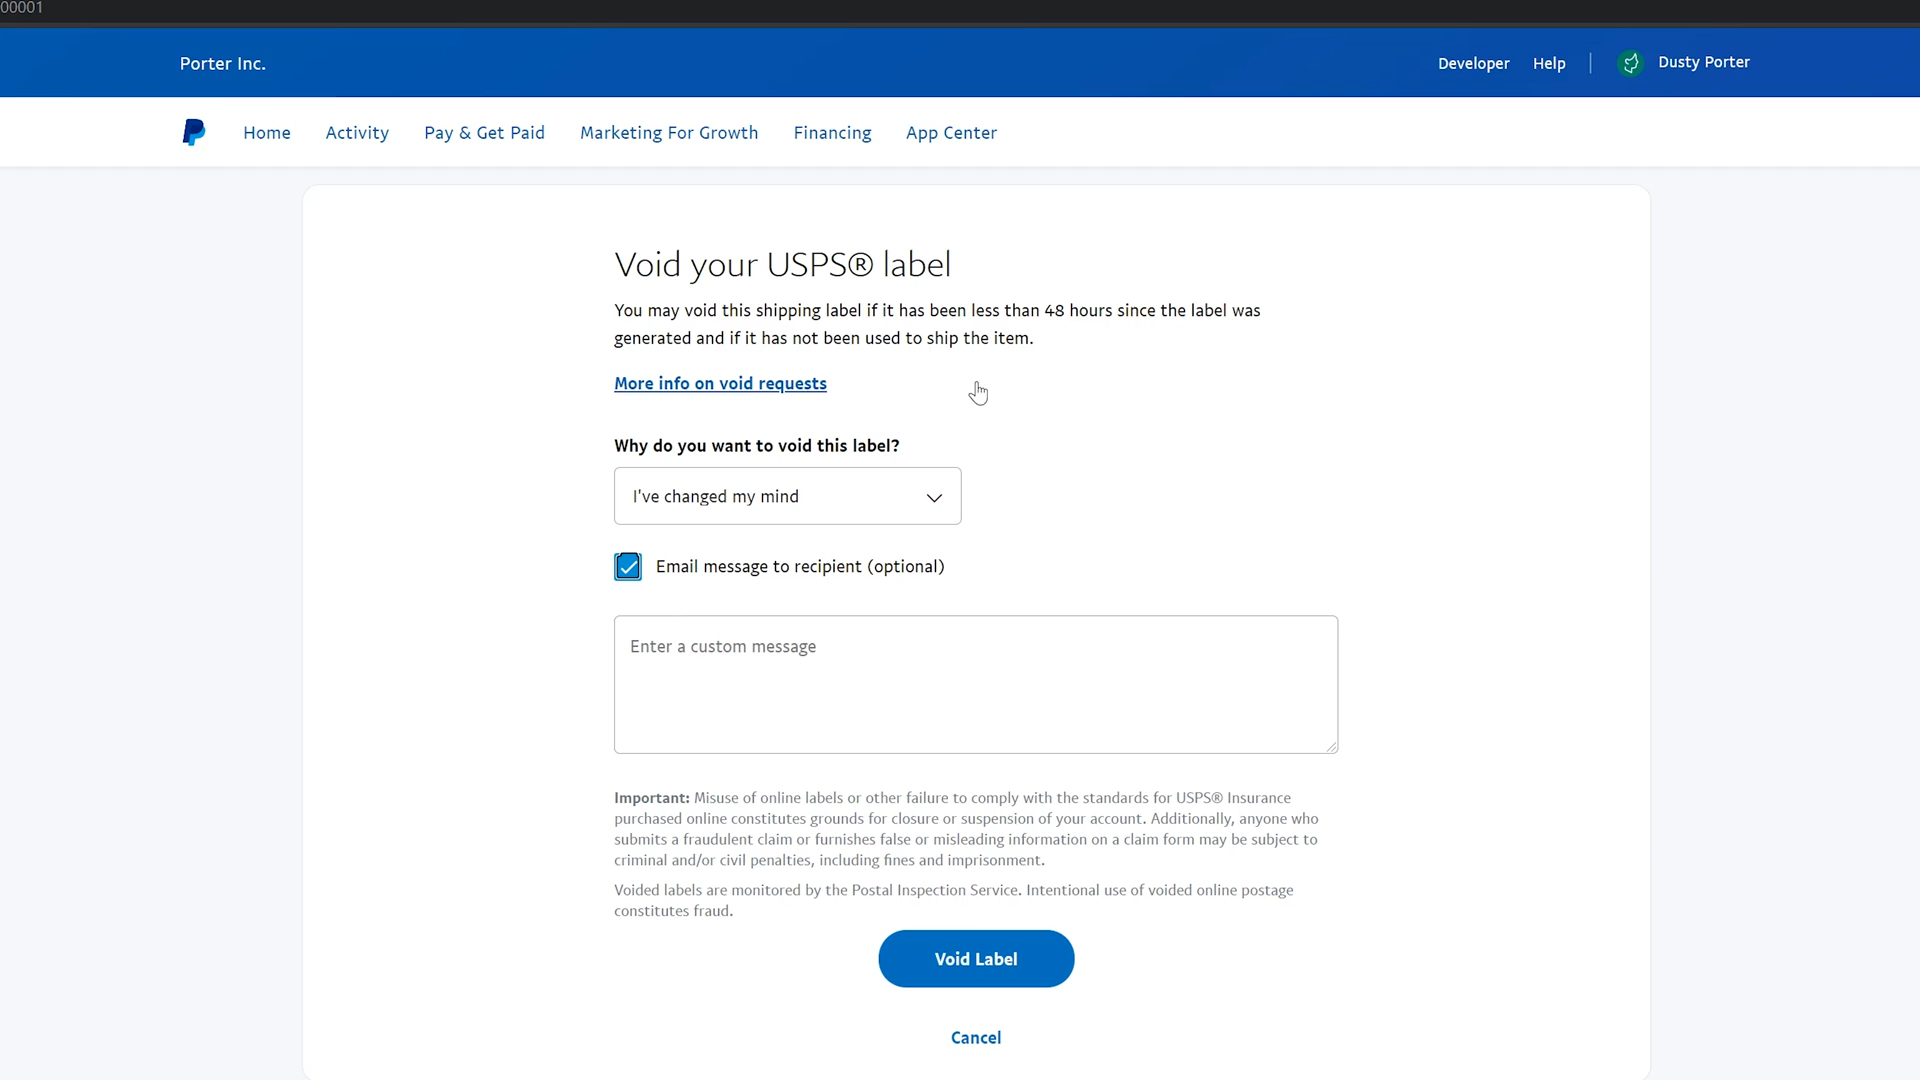 00001
Porter Inc.
Developer
Help
Dusty Porter
Home
Activity
Pay & Get Paid
Marketing For Growth
Financing
App Center
Void your USPS® label
You may void this shipping label if it has been less than 48 hours since the label was
generated and if it has not been used to ship the item.
More info on void requests
Why do you want to void this label?
I've changed my mind
Email message to recipient (optional)
Enter a custom message
Important: Misuse of online labels or other failure to comply with the standards for USPS® Insurance
purchased online constitutes grounds for closure or suspension of your account. Additionally, anyone who
submits a fraudulent claim or furnishes false or misleading information on a claim form may be subject to
criminal and/or civil penalties, including fines and imprisonment.
Voided labels are monitored by the Postal Inspection Service. Intentional use of voided online postage
constitutes fraud.
Void Label
Cancel